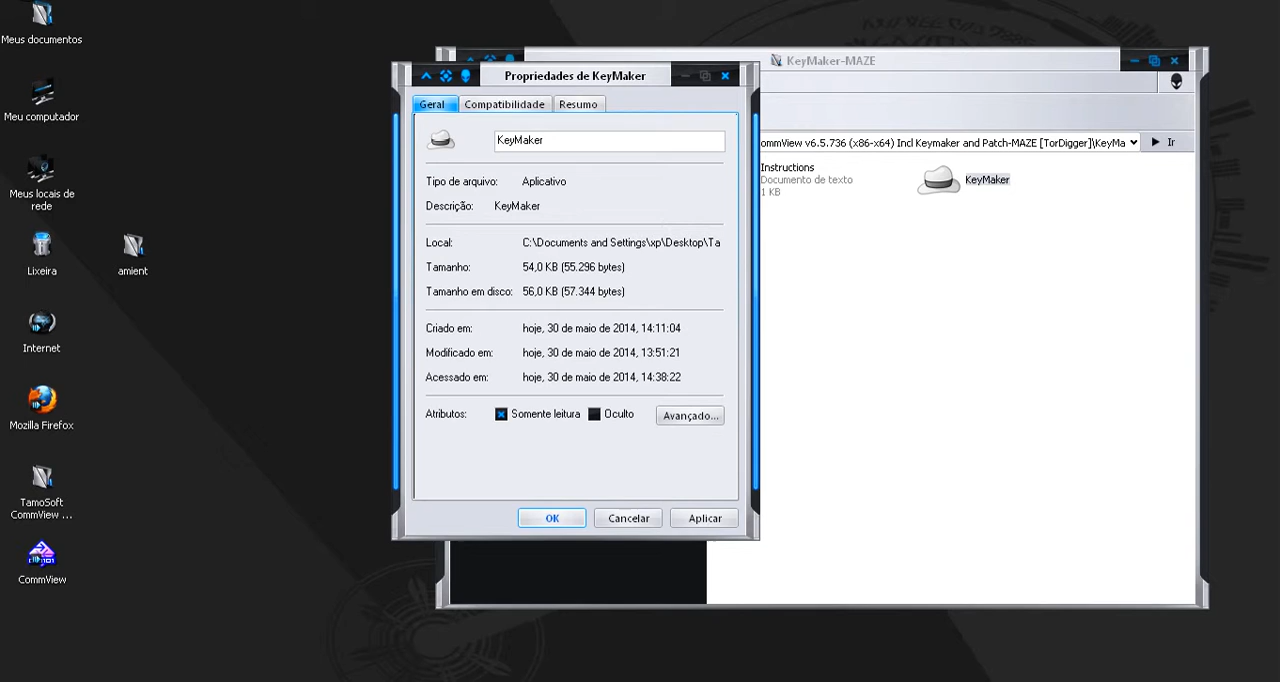 Meus documentos
Meu computador
Meus locais de
rede
Lixeira
amient
Internet
Mozilla Firefox
TamoSoft
CommView ...
CommView
KeyMaker-MAZE
ommView v6.5.736 (x86-x64) Incl Keymaker and Patch-MAZE [TorDigger]\KeyMa
Ir
Instructions
Documento de texto
1 KB
KeyMaker
Propriedades de KeyMaker
Geral
Compatibilidade
Resumo
KeyMaker
Tipo de arquivo: Aplicativo
Descrição: KeyMaker
Local: C:\Documents and Settings\xp\Desktop\Ta
Tamanho: 54,0 KB (55.296 bytes)
Tamanho em disco: 56,0 KB (57.344 bytes)
Criado em: hoje, 30 de maio de 2014, 14:11:04
Modificado em: hoje, 30 de maio de 2014, 13:51:21
Acessado em: hoje, 30 de maio de 2014, 14:38:22
Atributos: Somente leitura Oculto Avançado...
OK Cancelar Aplicar